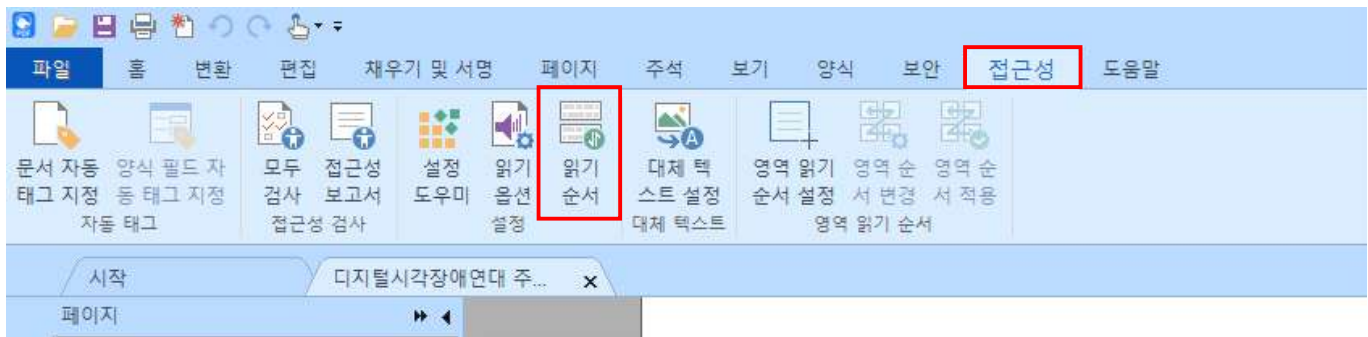 파일 홈 변환 편집 채우기 및 서명 페이지 주석 보기 양식 보안 접근성 도움말
문서 자동 태그 지정
양식 필드 자동 태그 지정
자동 태그
모두 검사
접근성 보고서
접근성 검사
설정 도우미
읽기 옵션
읽기 순서
설정
대체 텍스트 설정
대체 텍스트
영역 읽기 순서 설정
영역 순서 변경
영역 순서 적용
영역 읽기 순서
시작 디지털시각장애연대 주... x
페이지